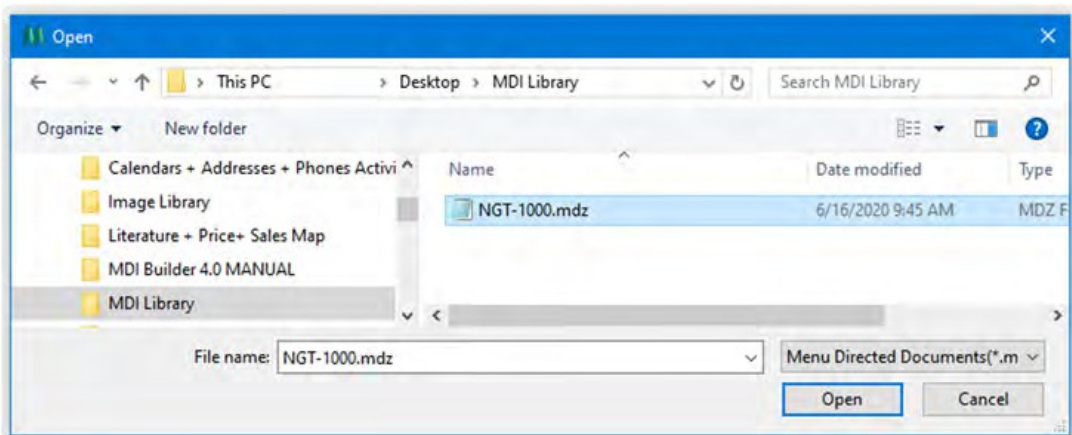 Open
This PC > Desktop > MDI Library
Search MDI Library
Organize
New folder
Calendars + Addresses + Phones Activi
Image Library
Literature + Price+ Sales Map
MDI Builder 4.0 MANUAL
MDI Library
Name Date modified Type
NGT-1000.mdz 6/16/2020 9:45 AM MDZ F
File name: NGT-1000.mdz
Menu Directed Documents(*.m
Open Cancel